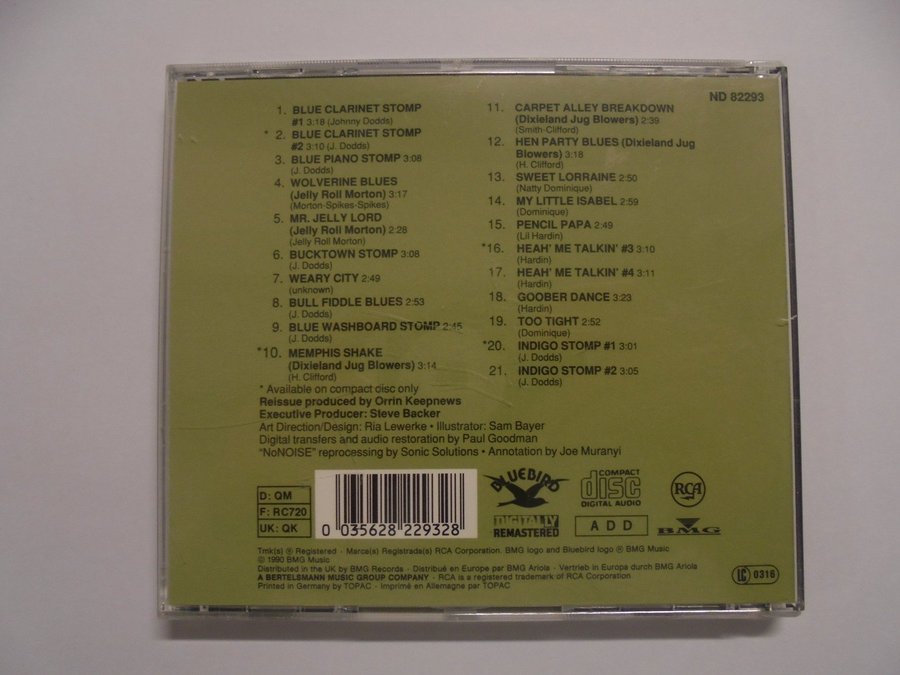 ND 82293
1. BLUE CLARINET STOMP
#1 3:18 (Johnny Dodds)
* 2. BLUE CLARINET STOMP
#2 3:10 (J. Dodds)
3. BLUE PIANO STOMP 3:08
(J. Dodds)
4. WOLVERINE BLUES
(Jelly Roll Morton) 3:17
(Morton-Spikes-Spikes)
5. MR. JELLY LORD
(Jelly Roll Morton) 2:28
(Jelly Roll Morton)
6. BUCKTOWN STOMP 3:08
(J. Dodds)
7. WEARY CITY 2:49
(unknown)
8. BULL FIDDLE BLUES 2:53
(J. Dodds)
9. BLUE WASHBOARD STOMP 2:45
(J. Dodds)
*10. MEMPHIS SHAKE
(Dixieland Jug Blowers) 3:14
(H. Clifford)
11. CARPET ALLEY BREAKDOWN
(Dixieland Jug Blowers) 2:39
(Smith-Clifford)
12. HEN PARTY BLUES (Dixieland Jug
Blowers) 3:18
(H. Clifford)
13. SWEET LORRAINE 2:50
(Natty Dominique)
14. MY LITTLE ISABEL 2:59
(Dominique)
15. PENCIL PAPA 2:49
(Lil Hardin)
*16. HEAH' ME TALKIN' #3 3:10
(Hardin)
17. HEAH' ME TALKIN' #4 3:11
(Hardin)
18. GOOBER DANCE 3:23
(Hardin)
19. TOO TIGHT 2:52
(Dominique)
*20. INDIGO STOMP #1 3:01
(J. Dodds)
21. INDIGO STOMP #2 3:05
(J. Dodds)
* Available on compact disc only
Reissue produced by Orrin Keepnews
Executive Producer: Steve Backer
Art Direction/Design: Ria Lewerke • Illustrator: Sam Bayer
Digital transfers and audio restoration by Paul Goodman
"NoNOISE" reprocessing by Sonic Solutions • Annotation by Joe Muranyi
D: QM
F: RC720
UK: QK
0 035628 229328
BLUEBIRD
DIGITALLY
REMASTERED
COMPACT
disc
DIGITAL AUDIO
ADD
RCA
BMG
Tmk(s) ® Registered · Marca(s) Registrada(s) RCA Corporation. BMG logo and Bluebird logo ® BMG Music
© 1990 BMG Music
Distributed in the UK by BMG Records · Distribué en Europe par BMG Ariola · Vertrieb in Europa durch BMG Ariola
A BERTELSMANN MUSIC GROUP COMPANY · RCA is a registered trademark of RCA Corporation
Printed in Germany by TOPAC · Imprimé en Allemagne par TOPAC
LC 0316